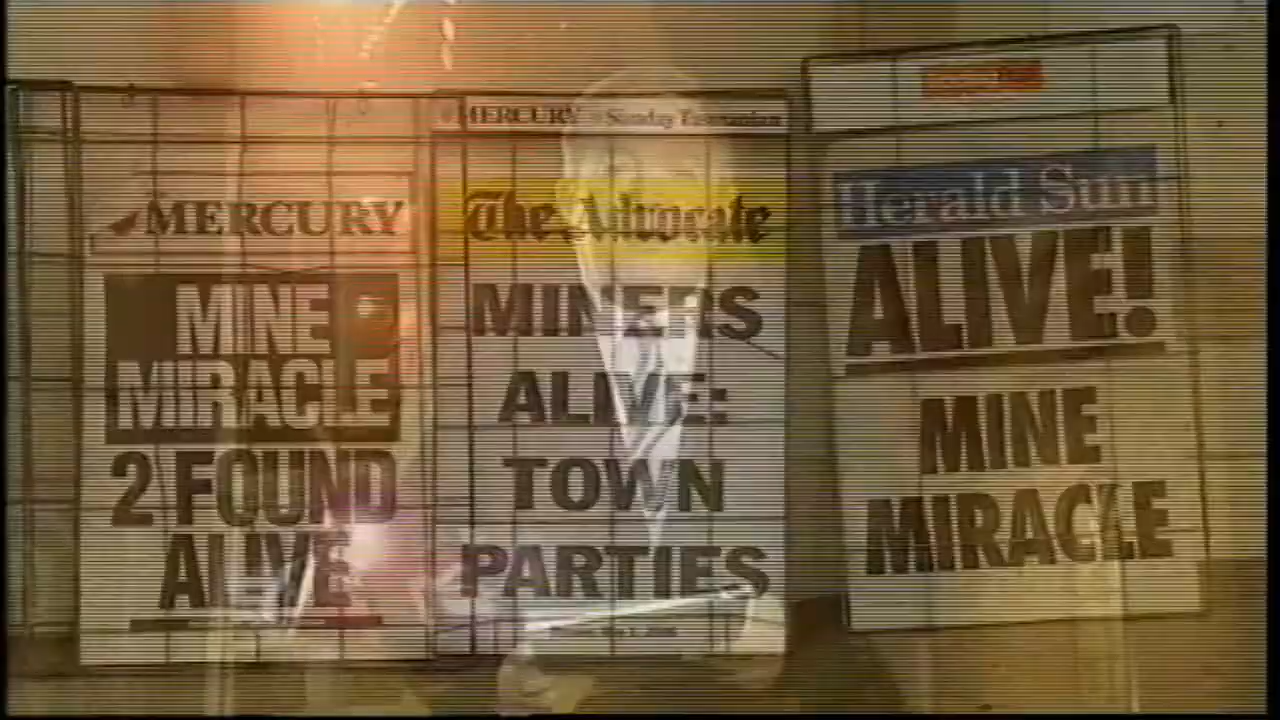 MERCURY
MINE
MIRACLE
2 FOUND
ALIVE
MERCURY Sunday Tasmanian
The Advocate
MINERS
ALIVE:
TOWN
PARTIES
Herald Sun
ALIVE!
MINE
MIRACLE